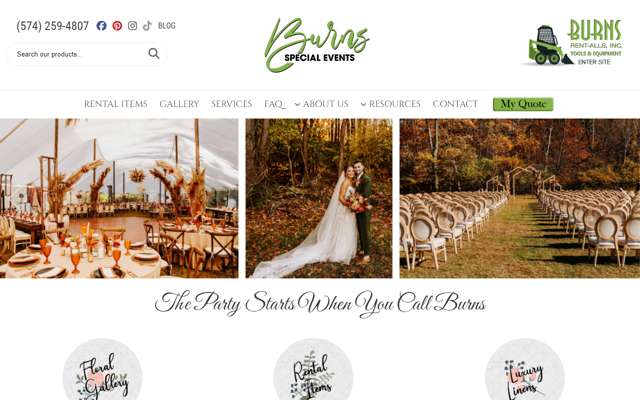 (574) 259-4807
BLOG
Search our products...
Burns
SPECIAL EVENTS
BURNS
RENT-ALLS, INC.
TOOLS & EQUIPMENT
ENTER SITE
RENTAL ITEMS
GALLERY
SERVICES
FAQ
ABOUT US
RESOURCES
CONTACT
My Quote
The Party Starts When You Call Burns
Floral
Gallery
Rental
Items
Luxury
Linens